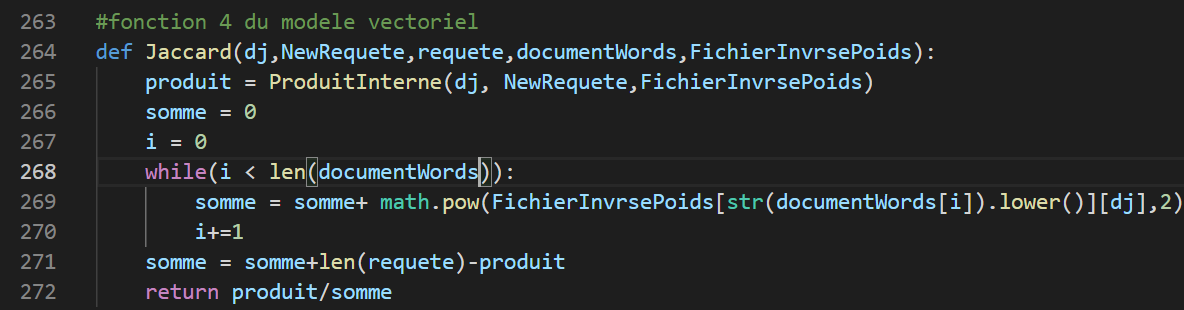 263 #fonction 4 du modele vectoriel
264 def Jaccard(dj,NewRequete,requete,documentWords,FichierInvrsePoids):
265     produit = ProduitInterne(dj, NewRequete,FichierInvrsePoids)
266     somme = 0
267     i = 0
268     while(i < len(documentWords)):
269         somme = somme+ math.pow(FichierInvrsePoids[str(documentWords[i]).lower()][dj],2)
270         i+=1
271     somme = somme+len(requete)-produit
272     return produit/somme